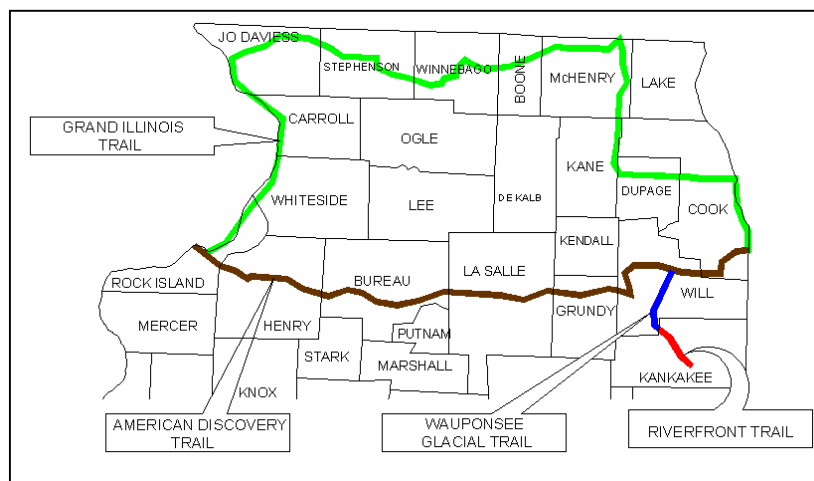 JO DAVIESS
STEPHENSON
WINNEBAGO
BOONE
McHENRY
LAKE
GRAND ILLINOIS
TRAIL
CARROLL
OGLE
KANE
DUPAGE
WHITESIDE
LEE
DE KALB
COOK
KENDALL
ROCK ISLAND
BUREAU
LA SALLE
WILL
MERCER
HENRY
PUTNAM
GRUNDY
STARK
MARSHALL
KANKAKEE
KNOX
AMERICAN DISCOVERY
TRAIL
WAUPONSEE
GLACIAL TRAIL
RIVERFRONT TRAIL